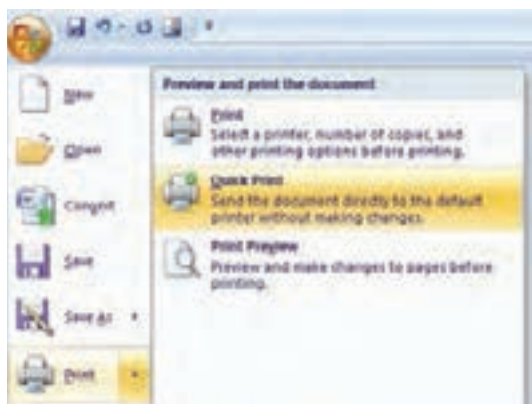 Preview and print the document
New
Print
Select a printer, number of copies, and
other printing options before printing.
Open
Quick Print
Send the document directly to the default
printer without making changes.
Convert
Print Preview
Preview and make changes to pages before
printing.
Save
Save As
Print